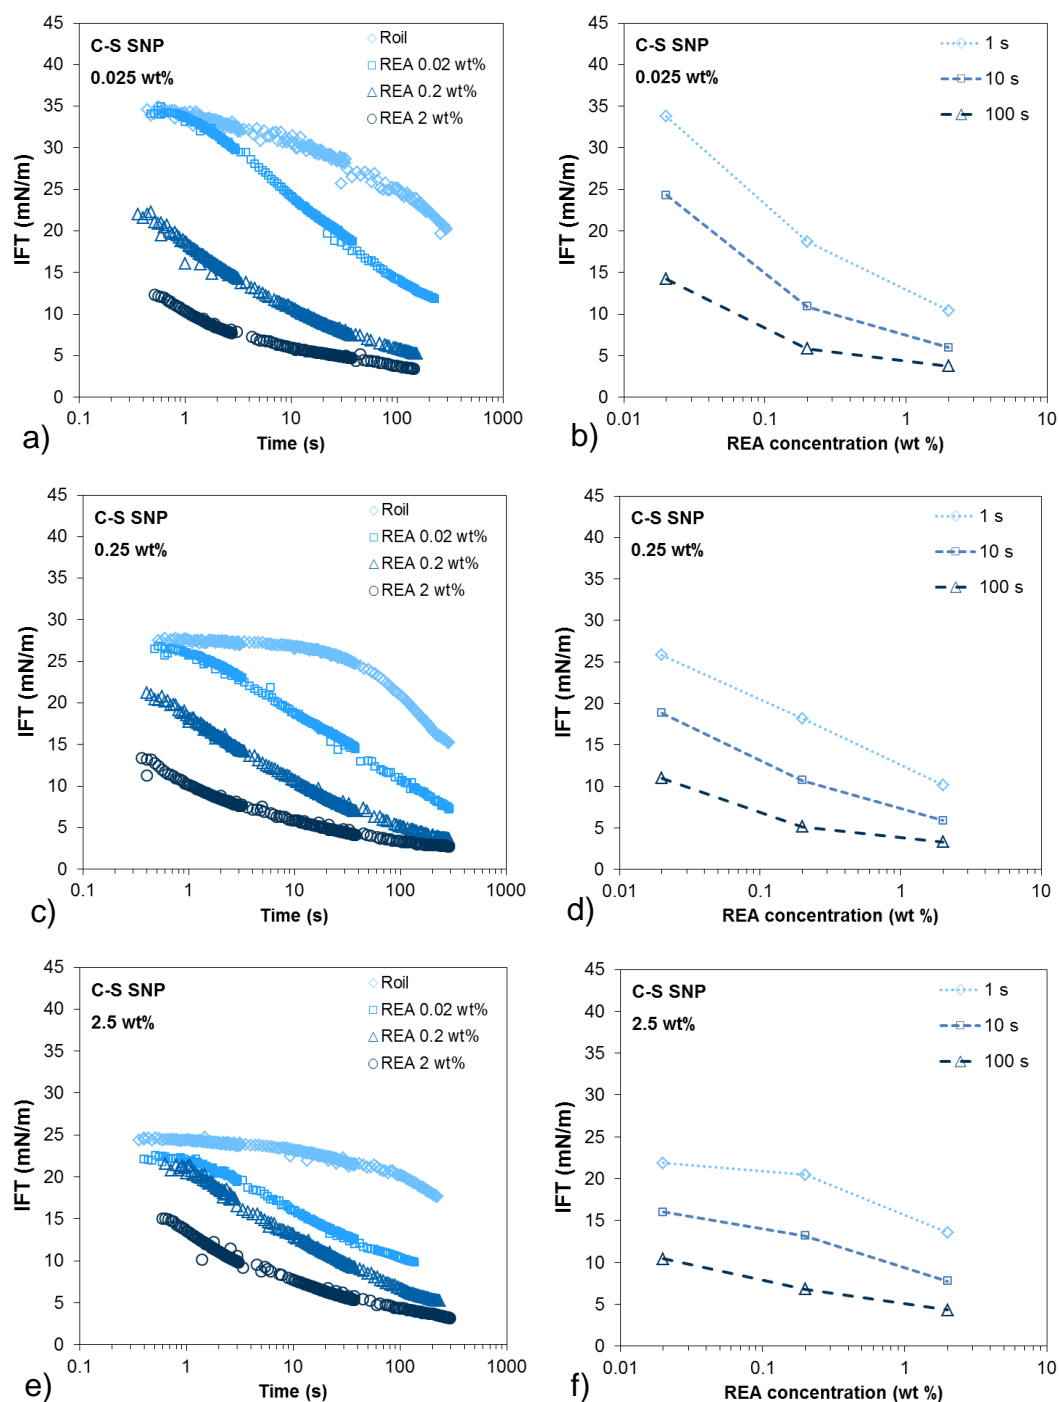 45
40
35
30
25
20
15
10
5
0
IFT (mN/m)
C-S SNP
0.025 wt%
Roil
REA 0.02 wt%
REA 0.2 wt%
REA 2 wt%
0.1 1 10 100 1000
Time (s)
a)
45
40
35
30
25
20
15
10
5
0
IFT (mN/m)
C-S SNP
0.025 wt%
1 s
10 s
100 s
0.01 0.1 1 10
REA concentration (wt %)
b)
45
40
35
30
25
20
15
10
5
0
IFT (mN/m)
C-S SNP
0.25 wt%
Roil
REA 0.02 wt%
REA 0.2 wt%
REA 2 wt%
0.1 1 10 100 1000
Time (s)
c)
45
40
35
30
25
20
15
10
5
0
IFT (mN/m)
C-S SNP
0.25 wt%
1 s
10 s
100 s
0.01 0.1 1 10
REA concentration (wt %)
d)
45
40
35
30
25
20
15
10
5
0
IFT (mN/m)
C-S SNP
2.5 wt%
Roil
REA 0.02 wt%
REA 0.2 wt%
REA 2 wt%
0.1 1 10 100 1000
Time (s)
e)
45
40
35
30
25
20
15
10
5
0
IFT (mN/m)
C-S SNP
2.5 wt%
1 s
10 s
100 s
0.01 0.1 1 10
REA concentration (wt %)
f)